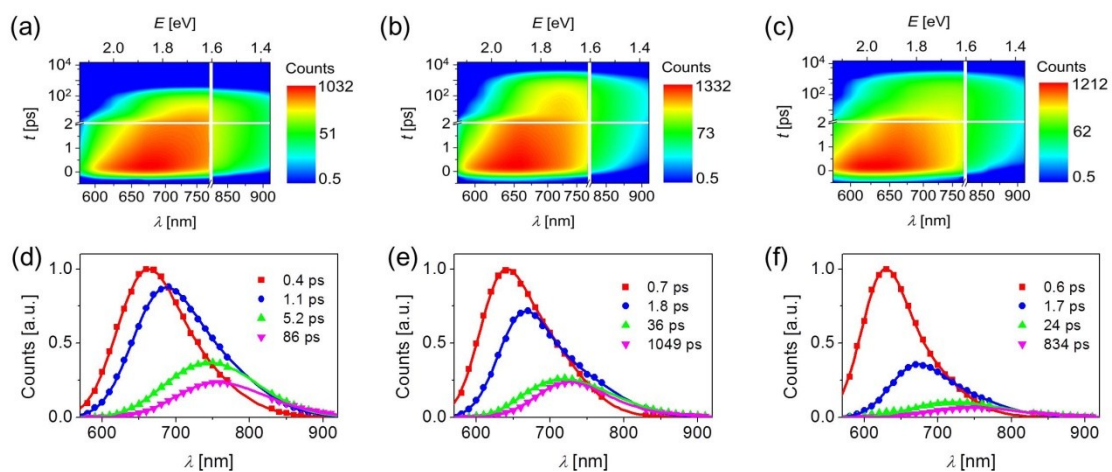 (a)
E [eV]
2.0 1.8 1.6 1.4
10⁴
10²
2
1
0
t [ps]
600 650 700 750 850 900
λ [nm]
Counts
1032
51
0.5
(b)
E [eV]
2.0 1.8 1.6 1.4
10⁴
10²
2
1
0
t [ps]
600 650 700 750 850 900
λ [nm]
Counts
1332
73
0.5
(c)
E [eV]
2.0 1.8 1.6 1.4
10⁴
10²
2
1
0
t [ps]
600 650 700 750 850 900
λ [nm]
Counts
1212
62
0.5
(d)
1.0
0.5
0.0
Counts [a.u.]
0.4 ps
1.1 ps
5.2 ps
86 ps
600 700 800 900
λ [nm]
(e)
1.0
0.5
0.0
Counts [a.u.]
0.7 ps
1.8 ps
36 ps
1049 ps
600 700 800 900
λ [nm]
(f)
1.0
0.5
0.0
Counts [a.u.]
0.6 ps
1.7 ps
24 ps
834 ps
600 700 800 900
λ [nm]